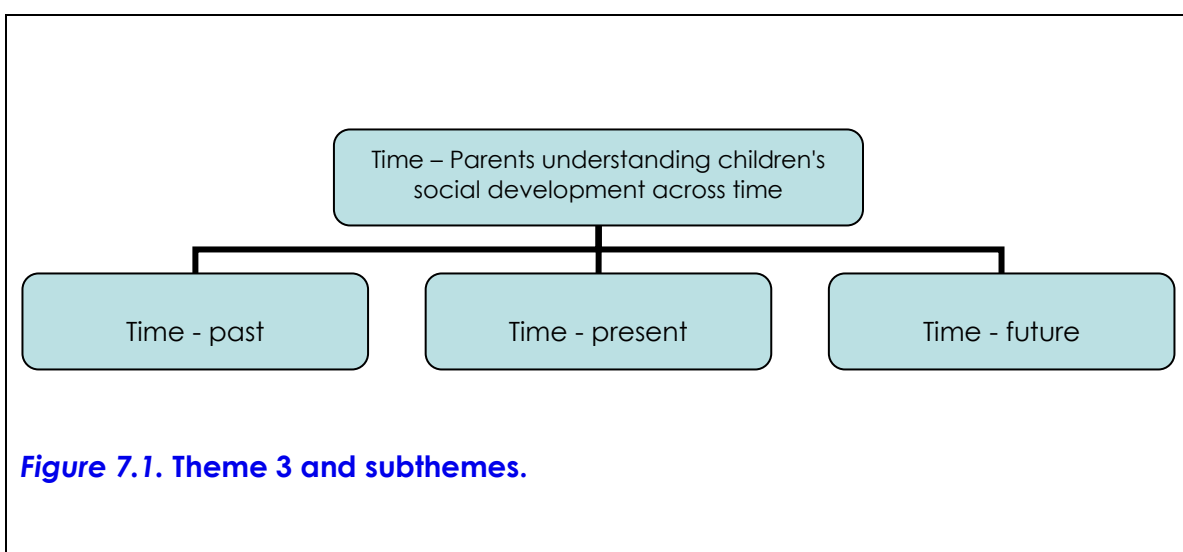 Time – Parents understanding children's
social development across time
Time - past
Time - present
Time - future
Figure 7.1. Theme 3 and subthemes.